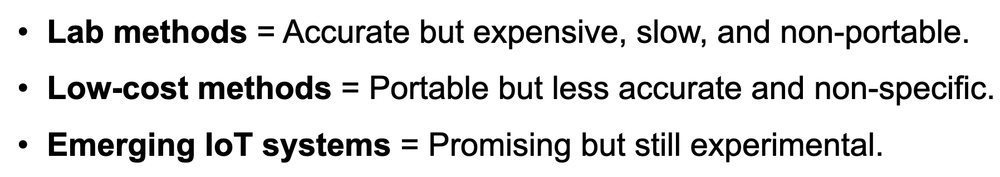 • Lab methods = Accurate but expensive, slow, and non-portable.
• Low-cost methods = Portable but less accurate and non-specific.
• Emerging IoT systems = Promising but still experimental.